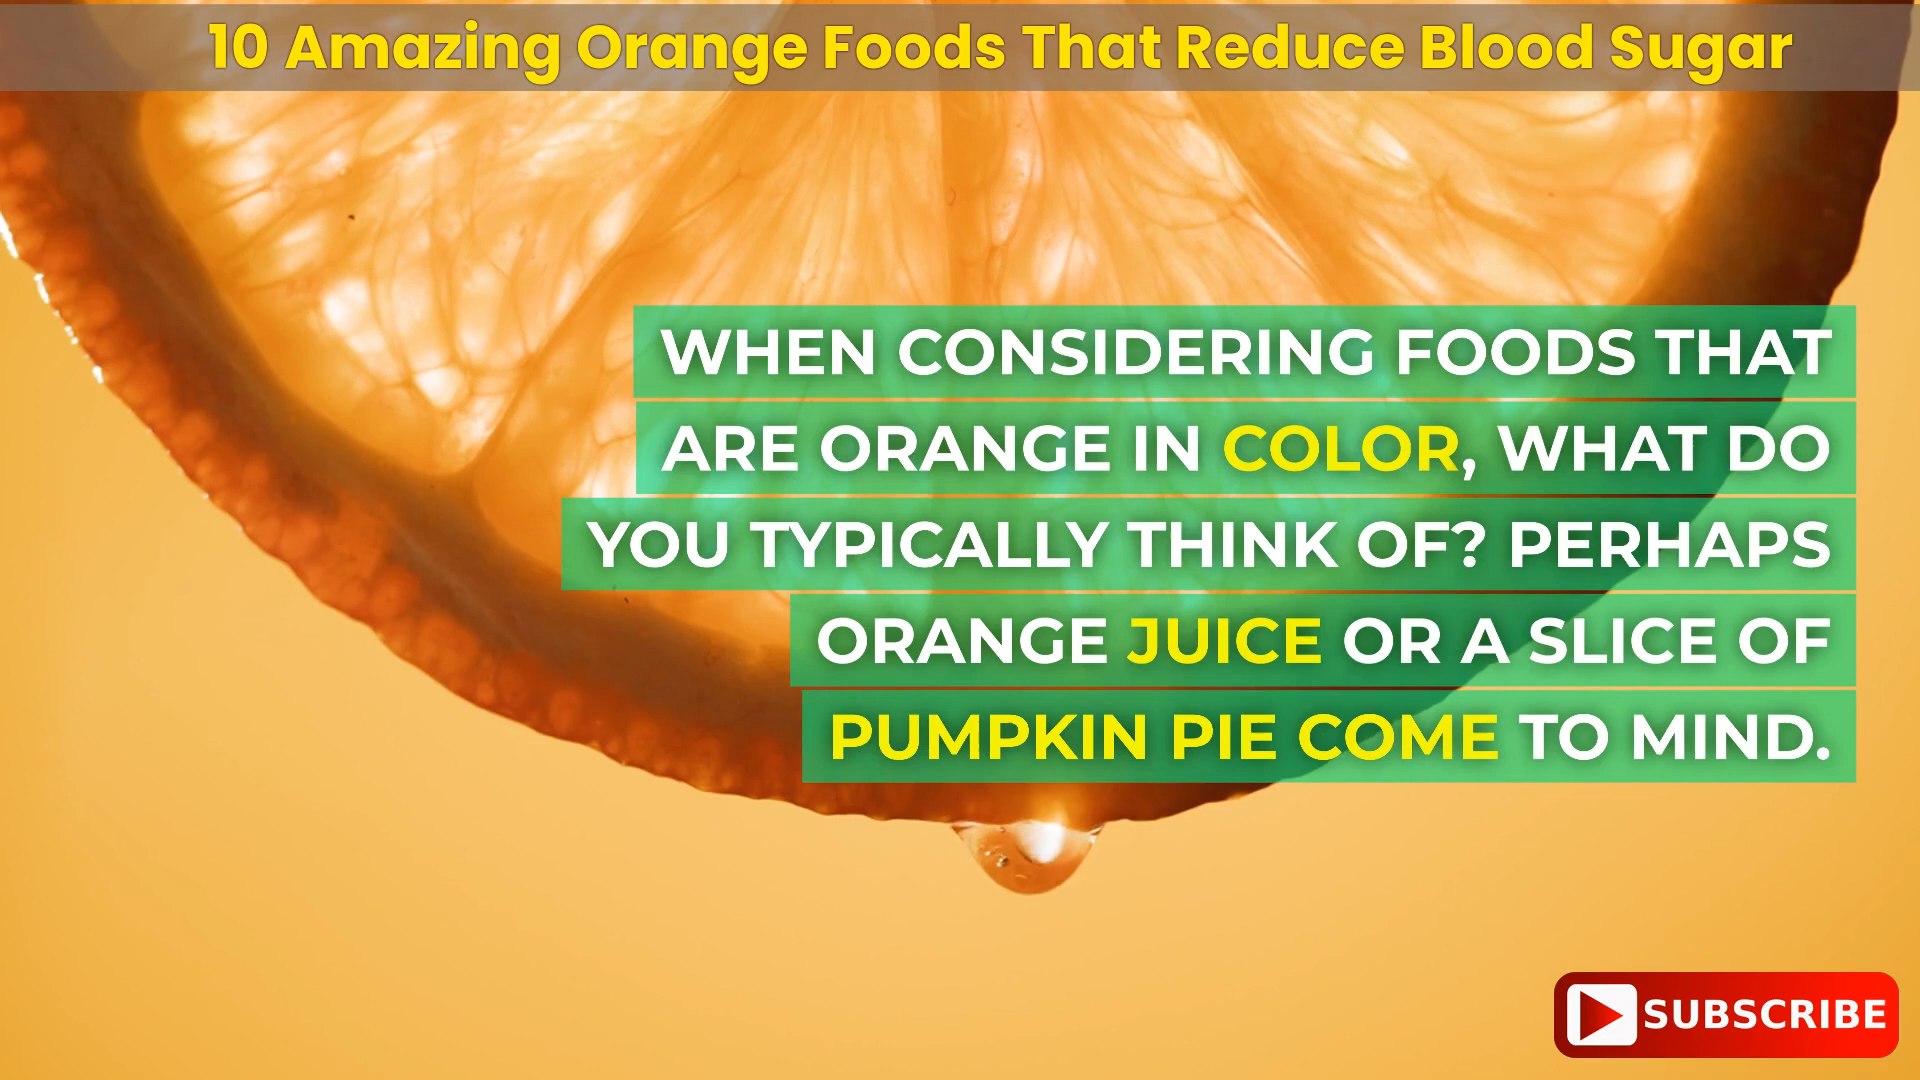 10 Amazing Orange Foods That Reduce Blood Sugar
WHEN CONSIDERING FOODS THAT
ARE ORANGE IN COLOR, WHAT DO
YOU TYPICALLY THINK OF? PERHAPS
ORANGE JUICE OR A SLICE OF
PUMPKIN PIE COME TO MIND.
SUBSCRIBE